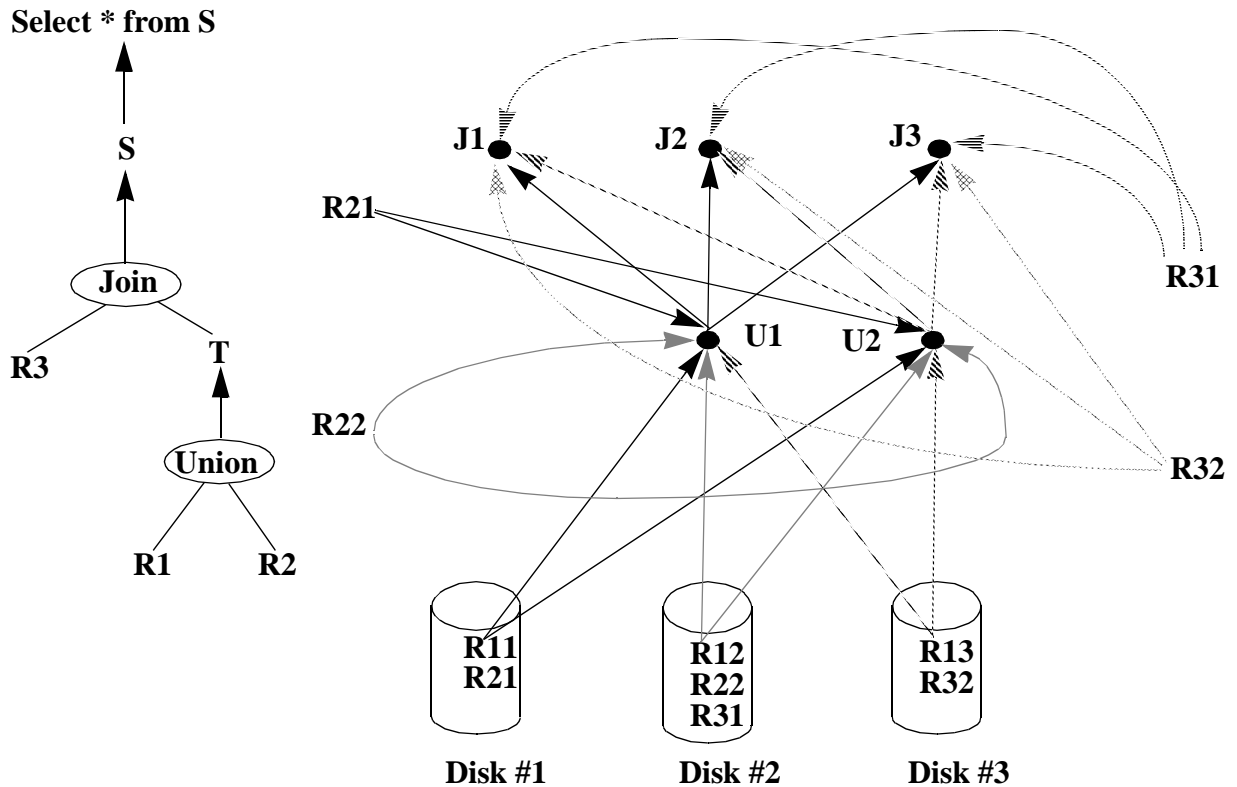 Select * from S
S
Join
R3
T
Union
R1
R2
J1
J2
J3
R21
R31
U1
U2
R22
R32
R11
R21
R12
R22
R31
R13
R32
Disk #1
Disk #2
Disk #3